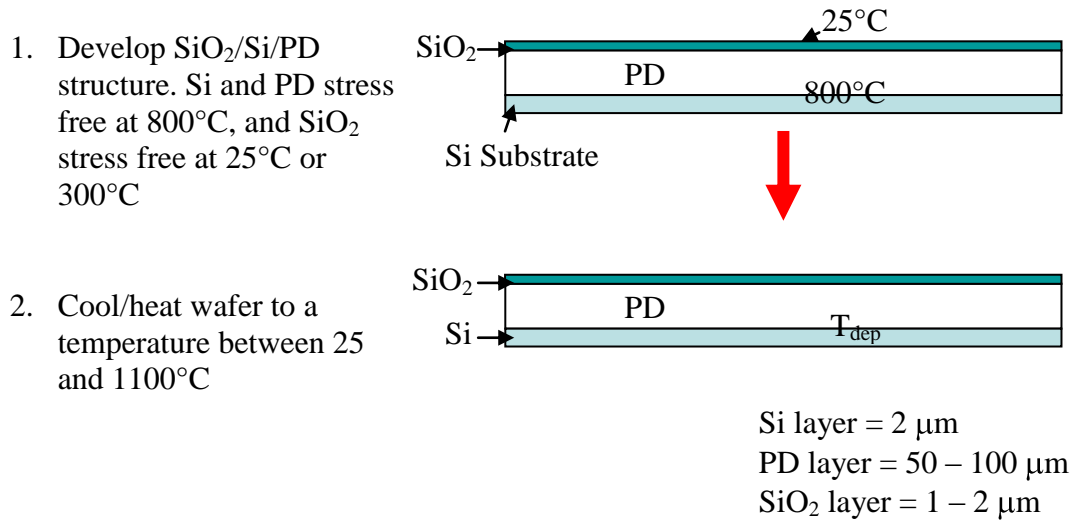 1. Develop SiO₂/Si/PD
structure. Si and PD stress
free at 800°C, and SiO₂
stress free at 25°C or
300°C
25°C
SiO₂
PD
800°C
Si Substrate
2. Cool/heat wafer to a
temperature between 25
and 1100°C
SiO₂
PD
Si
T_dep
Si layer = 2 μm
PD layer = 50 – 100 μm
SiO₂ layer = 1 – 2 μm